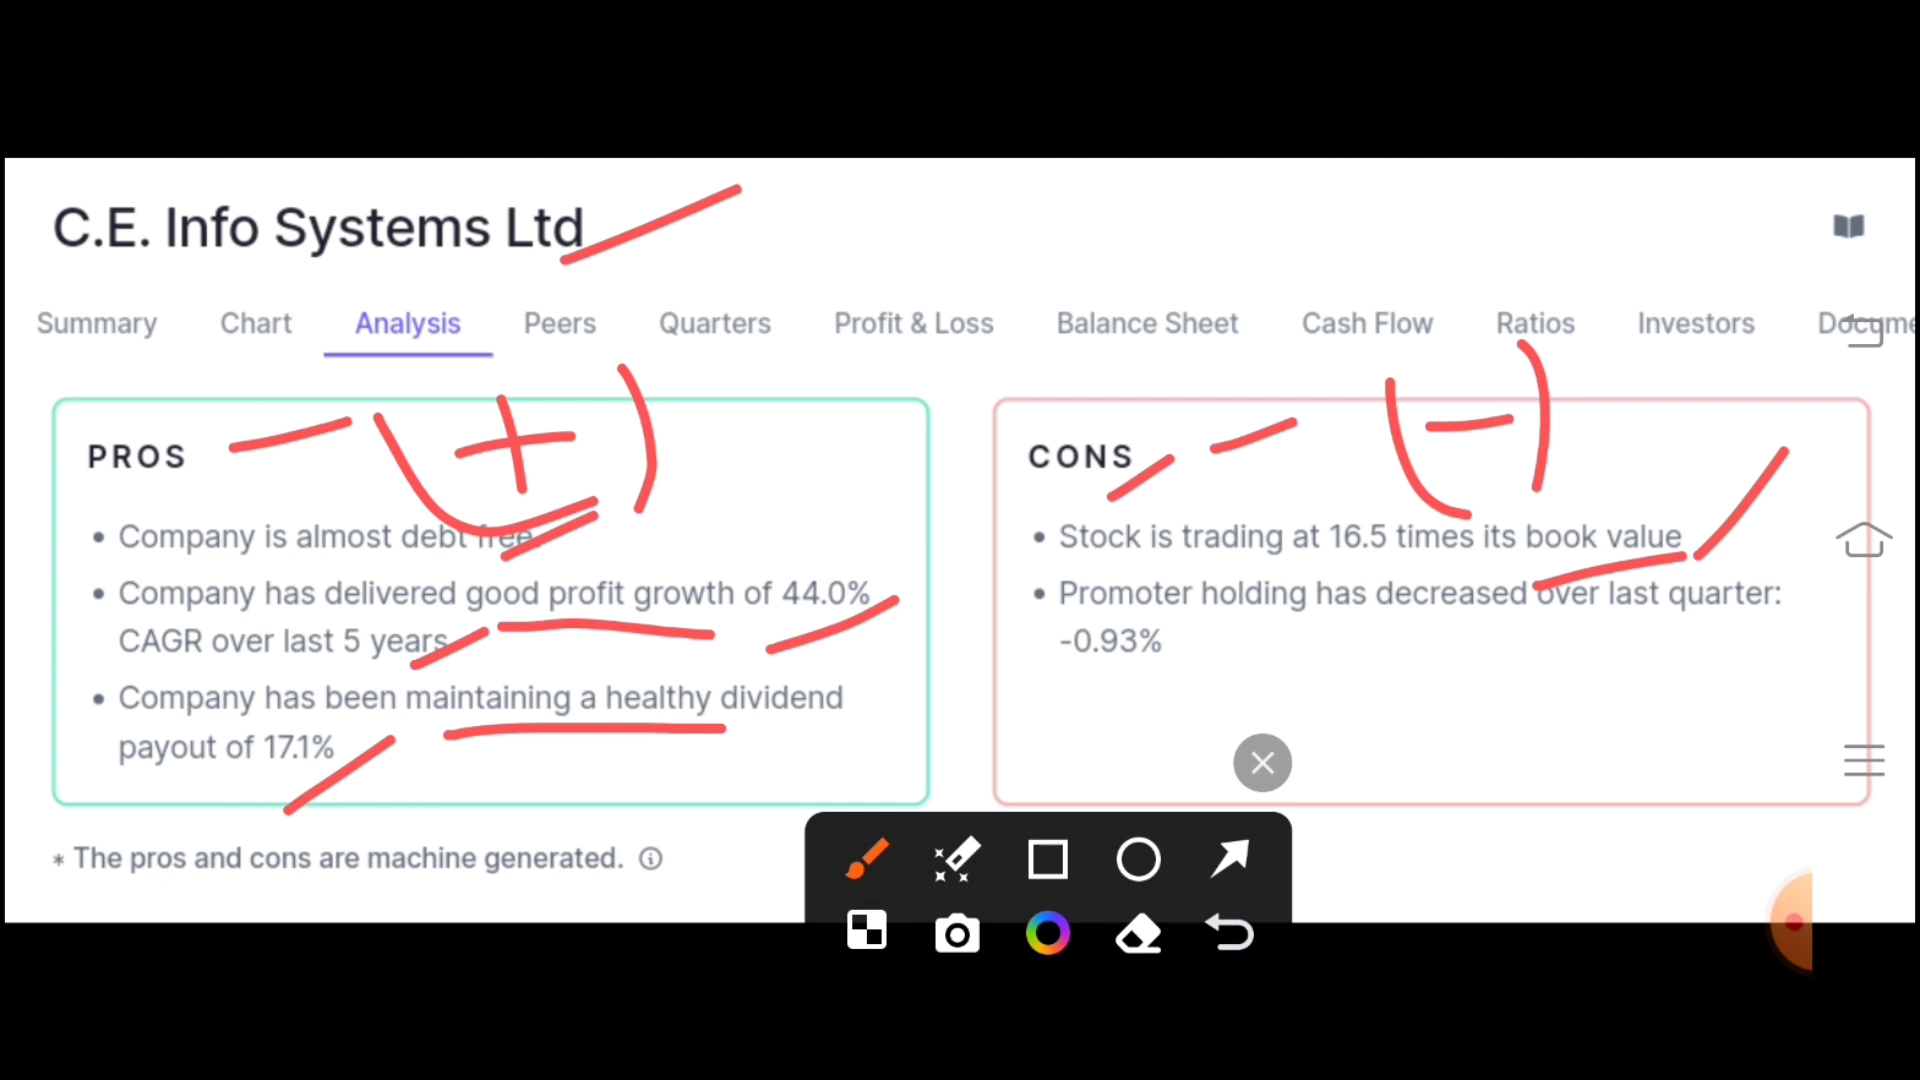 C.E. Info Systems Ltd
Summary Chart Analysis Peers Quarters Profit & Loss Balance Sheet Cash Flow Ratios Investors Docume
PROS
• Company is almost debt free.
• Company has delivered good profit growth of 44.0%
CAGR over last 5 years
• Company has been maintaining a healthy dividend
payout of 17.1%
CONS
• Stock is trading at 16.5 times its book value
• Promoter holding has decreased over last quarter:
-0.93%
* The pros and cons are machine generated.